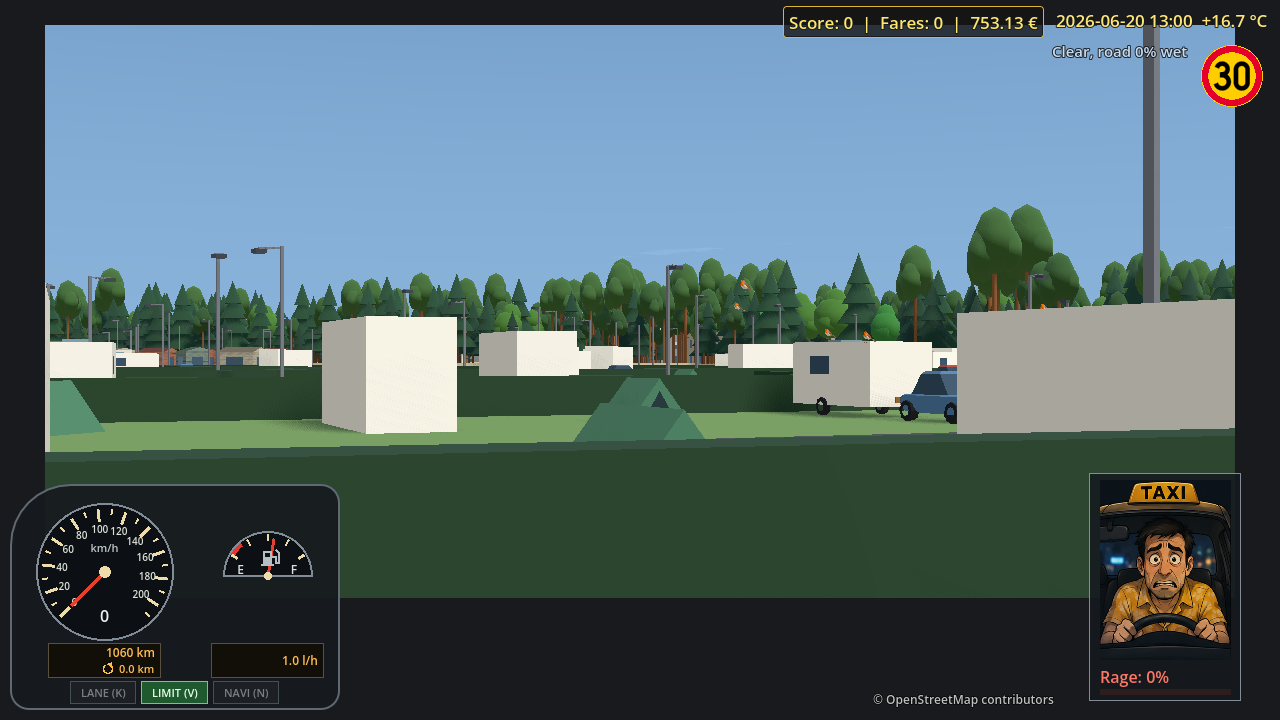 Score: 0 | Fares: 0 | 753.13 €
2026-06-20 13:00 +16.7 °C
Clear, road 0% wet
30
0
20
40
60
80
100
120
140
160
180
200
km/h
0
E
F
1060 km
0.0 km
1.0 l/h
LANE (K)
LIMIT (V)
NAVI (N)
TAXI
Rage: 0%
© OpenStreetMap contributors